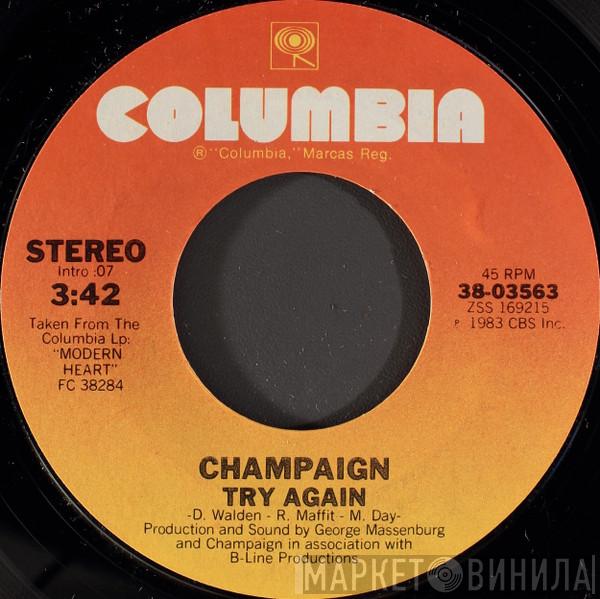 COLUMBIA
® "Columbia," Marcas Reg.
STEREO
Intro :07
3:42
Taken From The
Columbia Lp:
"MODERN
HEART"
FC 38284
45 RPM
38-03563
ZSS 169215
℗ 1983 CBS Inc.
CHAMPAIGN
TRY AGAIN
-D. Walden - R. Maffit - M. Day-
Production and Sound by George Massenburg
and Champaign in association with
B-Line Productions
МАРКЕТ ВИНИЛА